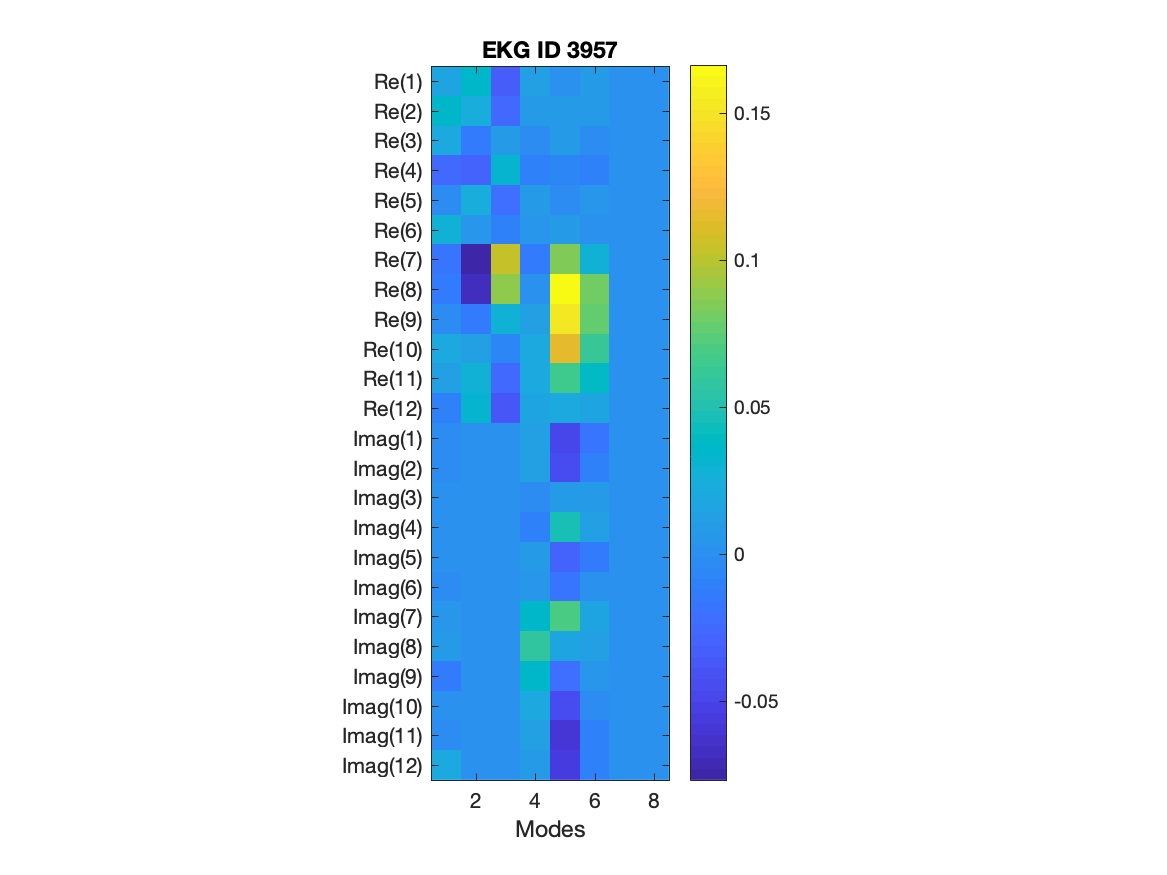 EKG ID 3957
Re(1)
Re(2)
Re(3)
Re(4)
Re(5)
Re(6)
Re(7)
Re(8)
Re(9)
Re(10)
Re(11)
Re(12)
Imag(1)
Imag(2)
Imag(3)
Imag(4)
Imag(5)
Imag(6)
Imag(7)
Imag(8)
Imag(9)
Imag(10)
Imag(11)
Imag(12)
2 4 6 8
Modes
0.15
0.1
0.05
0
-0.05